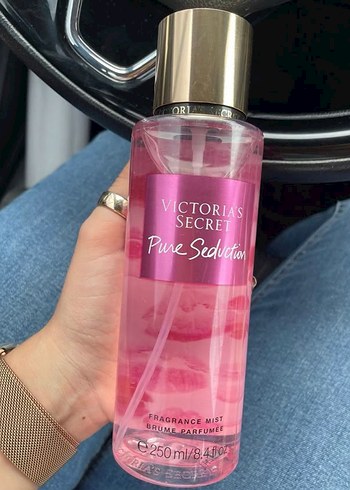 VICTORIA'S
SECRET
Pure Seduction
FRAGRANCE MIST
BRUME PARFUMÉE
℮250 ml/8.4 fl oz